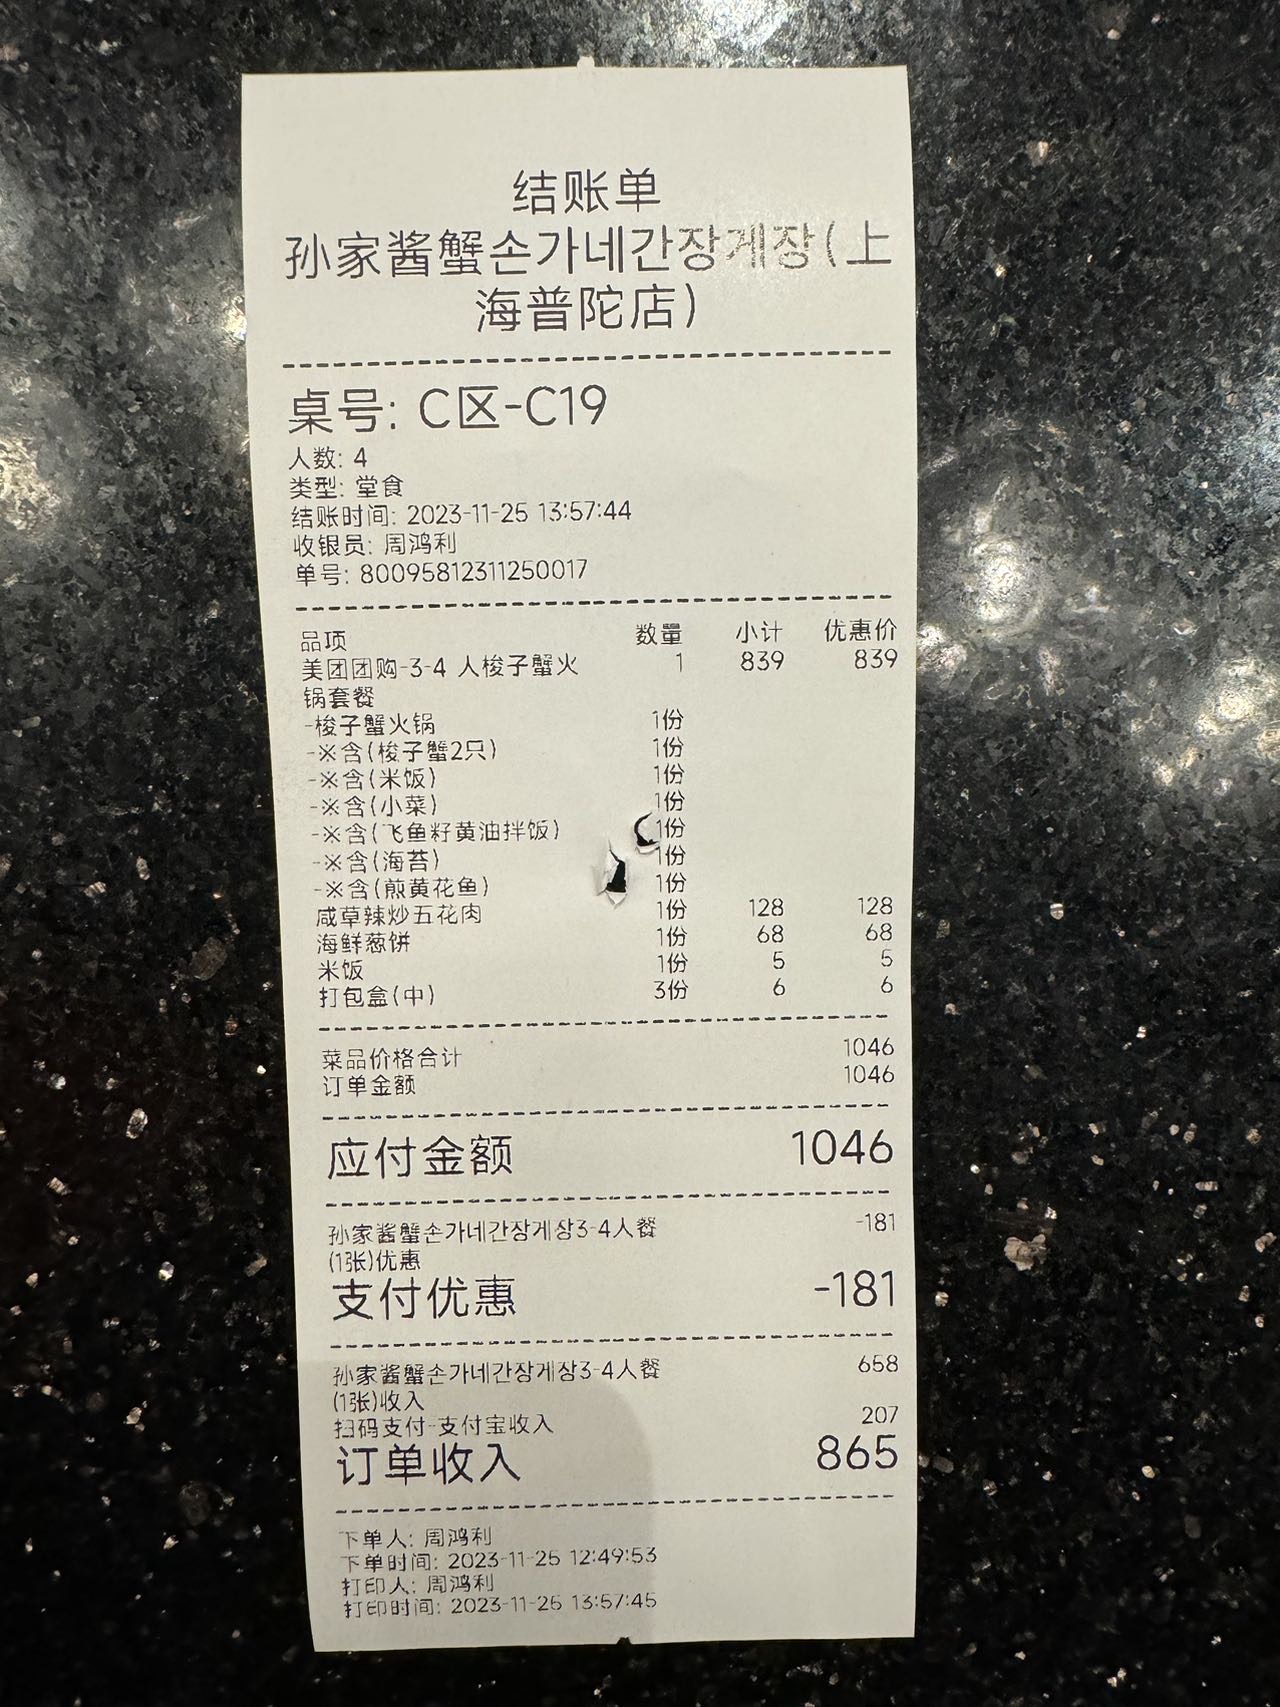 结账单
孙家酱蟹손가네간장게장(上
海普陀店)
桌号: C区-C19
人数: 4
类型: 堂食
结账时间: 2023-11-25 13:57:44
收银员: 周鸿利
单号: 80095812311250017
品项 数量 小计 优惠价
美团团购-3-4 人梭子蟹火 1 839 839
锅套餐
-梭子蟹火锅 1份
-※含(梭子蟹2只) 1份
-※含(米饭) 1份
-※含(小菜) 1份
-※含(飞鱼籽黄油拌饭) 1份
-※含(海苔) 1份
-※含(煎黄花鱼) 1份
咸草辣炒五花肉 1份 128 128
海鲜葱饼 1份 68 68
米饭 1份 5 5
打包盒(中) 3份 6 6
菜品价格合计 1046
订单金额 1046
应付金额 1046
孙家酱蟹손가네간장게장3-4人餐 -181
(1张)优惠
支付优惠 -181
孙家酱蟹손가네간장게장3-4人餐 658
(1张)收入
扫码支付-支付宝收入 207
订单收入 865
下单人: 周鸿利
下单时间: 2023-11-25 12:49:53
打印人: 周鸿利
打印时间: 2023-11-25 13:57:45